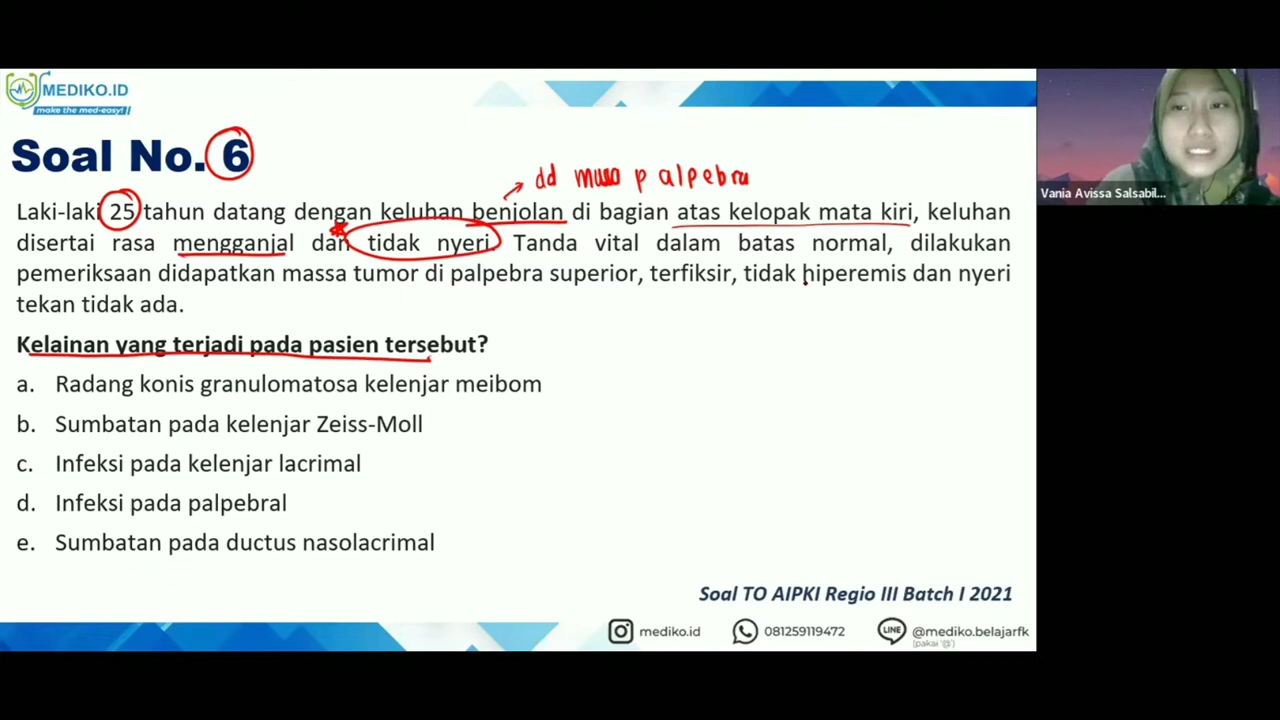 MEDIKO.ID
make the med-easy!
Soal No. 6
dd massa palpebra
Laki-laki 25 tahun datang dengan keluhan benjolan di bagian atas kelopak mata kiri, keluhan
disertai rasa mengganjal dan tidak nyeri. Tanda vital dalam batas normal, dilakukan
pemeriksaan didapatkan massa tumor di palpebra superior, terfiksir, tidak hiperemis dan nyeri
tekan tidak ada.
Kelainan yang terjadi pada pasien tersebut?
a. Radang konis granulomatosa kelenjar meibom
b. Sumbatan pada kelenjar Zeiss-Moll
c. Infeksi pada kelenjar lacrimal
d. Infeksi pada palpebral
e. Sumbatan pada ductus nasolacrimal
Soal TO AIPKI Regio III Batch I 2021
mediko.id
081259119472
LINE
@mediko.belajarfk
(pakai '@')
Vania Avissa Salsabil...